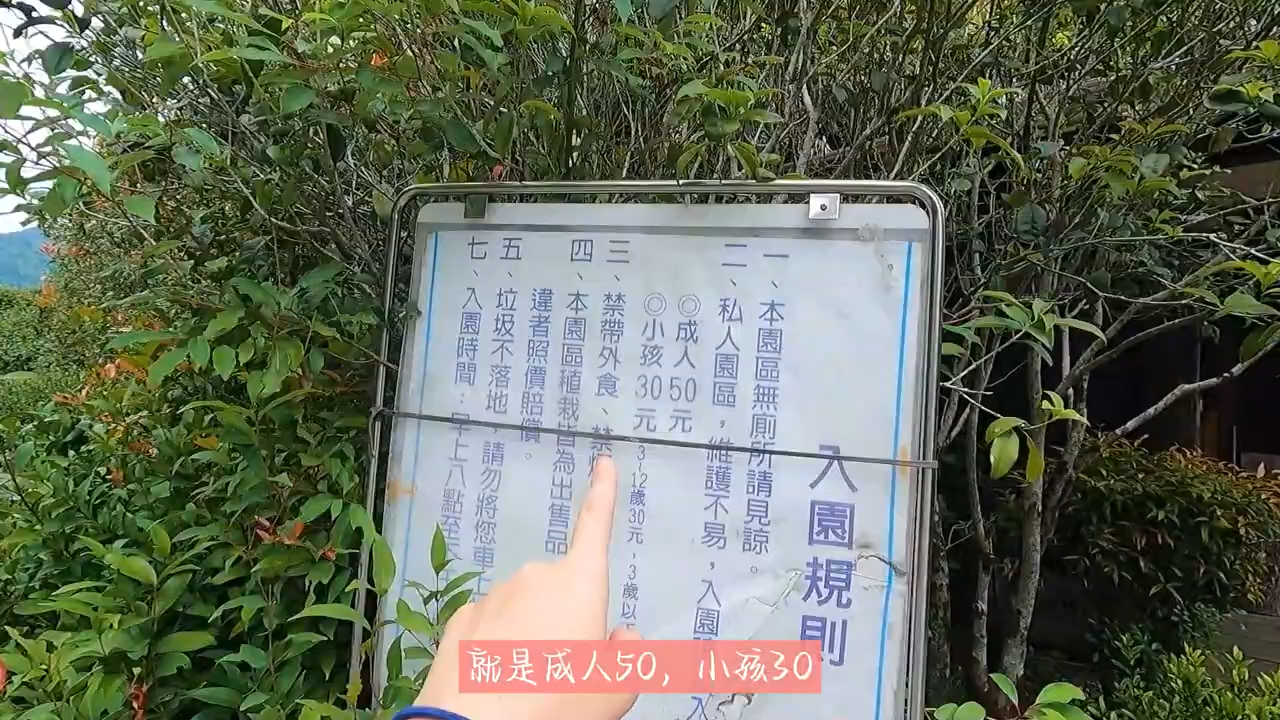 入園規則
一、本園區無廁所請見諒。
二、私人園區，維護不易，入園
◎成人50元
◎小孩30元 3~12歲30元，3歲以
三、禁帶外食、禁
四、本園區植栽皆為出售品
違者照價賠償。
五、垃圾不落地，請勿將您車上
七、入園時間：早上八點至
就是成人50，小孩30